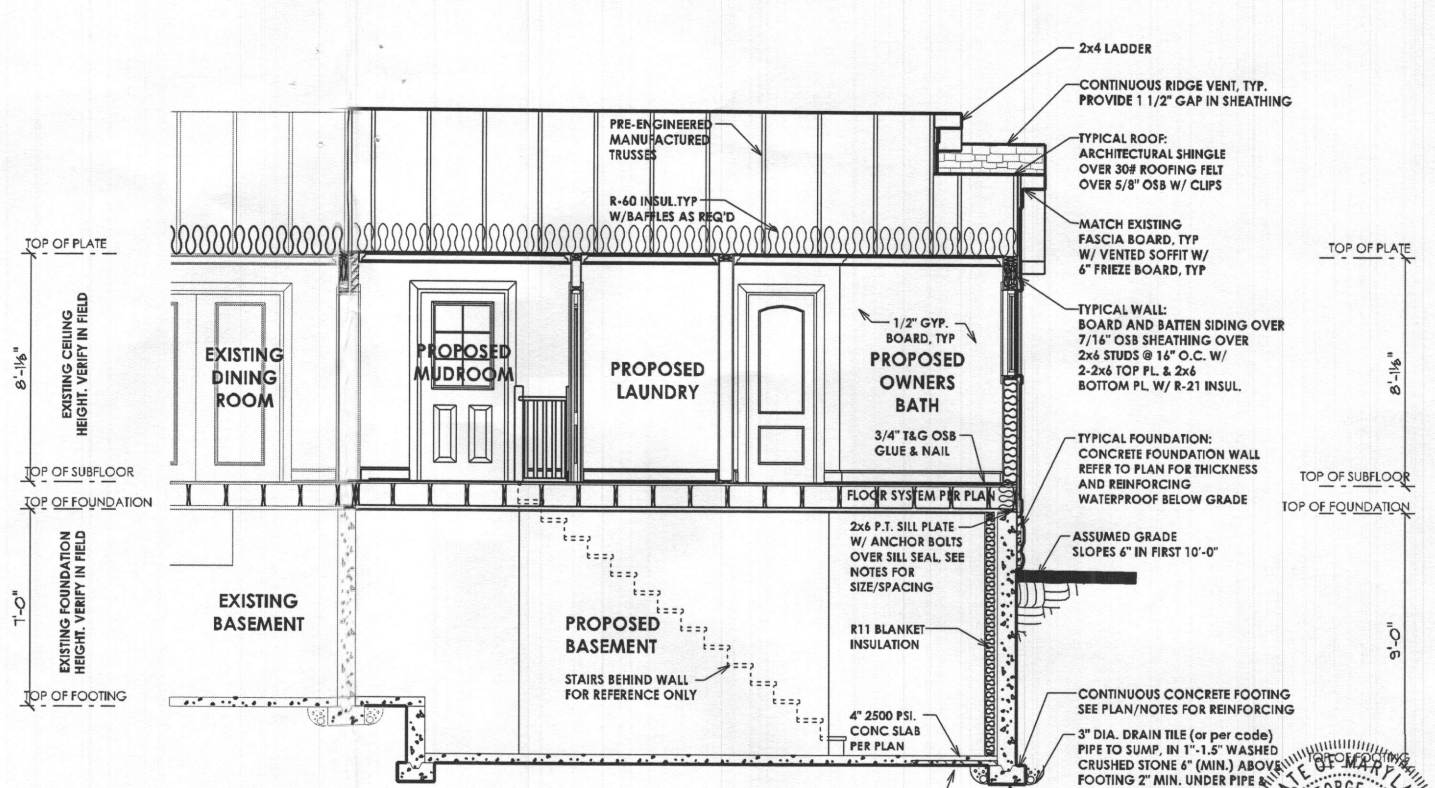 2x4 LADDER
CONTINUOUS RIDGE VENT, TYP.
PROVIDE 1 1/2" GAP IN SHEATHING
PRE-ENGINEERED
MANUFACTURED
TRUSSES
TYPICAL ROOF:
ARCHITECTURAL SHINGLE
OVER 30# ROOFING FELT
OVER 5/8" OSB W/ CLIPS
R-60 INSUL.TYP
W/BAFFLES AS REQ'D
MATCH EXISTING
FASCIA BOARD, TYP
W/ VENTED SOFFIT W/
6" FRIEZE BOARD, TYP
TOP OF PLATE
TOP OF PLATE
8'-1⅛"
EXISTING CEILING
HEIGHT. VERIFY IN FIELD
EXISTING
DINING
ROOM
PROPOSED
MUDROOM
PROPOSED
LAUNDRY
1/2" GYP.
BOARD, TYP
PROPOSED
OWNERS
BATH
TYPICAL WALL:
BOARD AND BATTEN SIDING OVER
7/16" OSB SHEATHING OVER
2x6 STUDS @ 16" O.C. W/
2-2x6 TOP PL. & 2x6
BOTTOM PL. W/ R-21 INSUL.
8'-1⅛"
3/4" T&G OSB
GLUE & NAIL
TOP OF SUBFLOOR
TOP OF FOUNDATION
FLOOR SYSTEM PER PLAN
TYPICAL FOUNDATION:
CONCRETE FOUNDATION WALL
REFER TO PLAN FOR THICKNESS
AND REINFORCING
WATERPROOF BELOW GRADE
TOP OF SUBFLOOR
TOP OF FOUNDATION
7'-0"
EXISTING FOUNDATION
HEIGHT. VERIFY IN FIELD
EXISTING
BASEMENT
PROPOSED
BASEMENT
STAIRS BEHIND WALL
FOR REFERENCE ONLY
2x6 P.T. SILL PLATE
W/ ANCHOR BOLTS
OVER SILL SEAL, SEE
NOTES FOR
SIZE/SPACING
R11 BLANKET
INSULATION
ASSUMED GRADE
SLOPES 6" IN FIRST 10'-0"
9'-0"
TOP OF FOOTING
4" 2500 PSI.
CONC SLAB
PER PLAN
CONTINUOUS CONCRETE FOOTING
SEE PLAN/NOTES FOR REINFORCING
3" DIA. DRAIN TILE (or per code)
PIPE TO SUMP, IN 1"-1.5" WASHED
CRUSHED STONE 6" (MIN.) ABOVE
FOOTING 2" MIN. UNDER PIPE &
TOP OF FOOTING